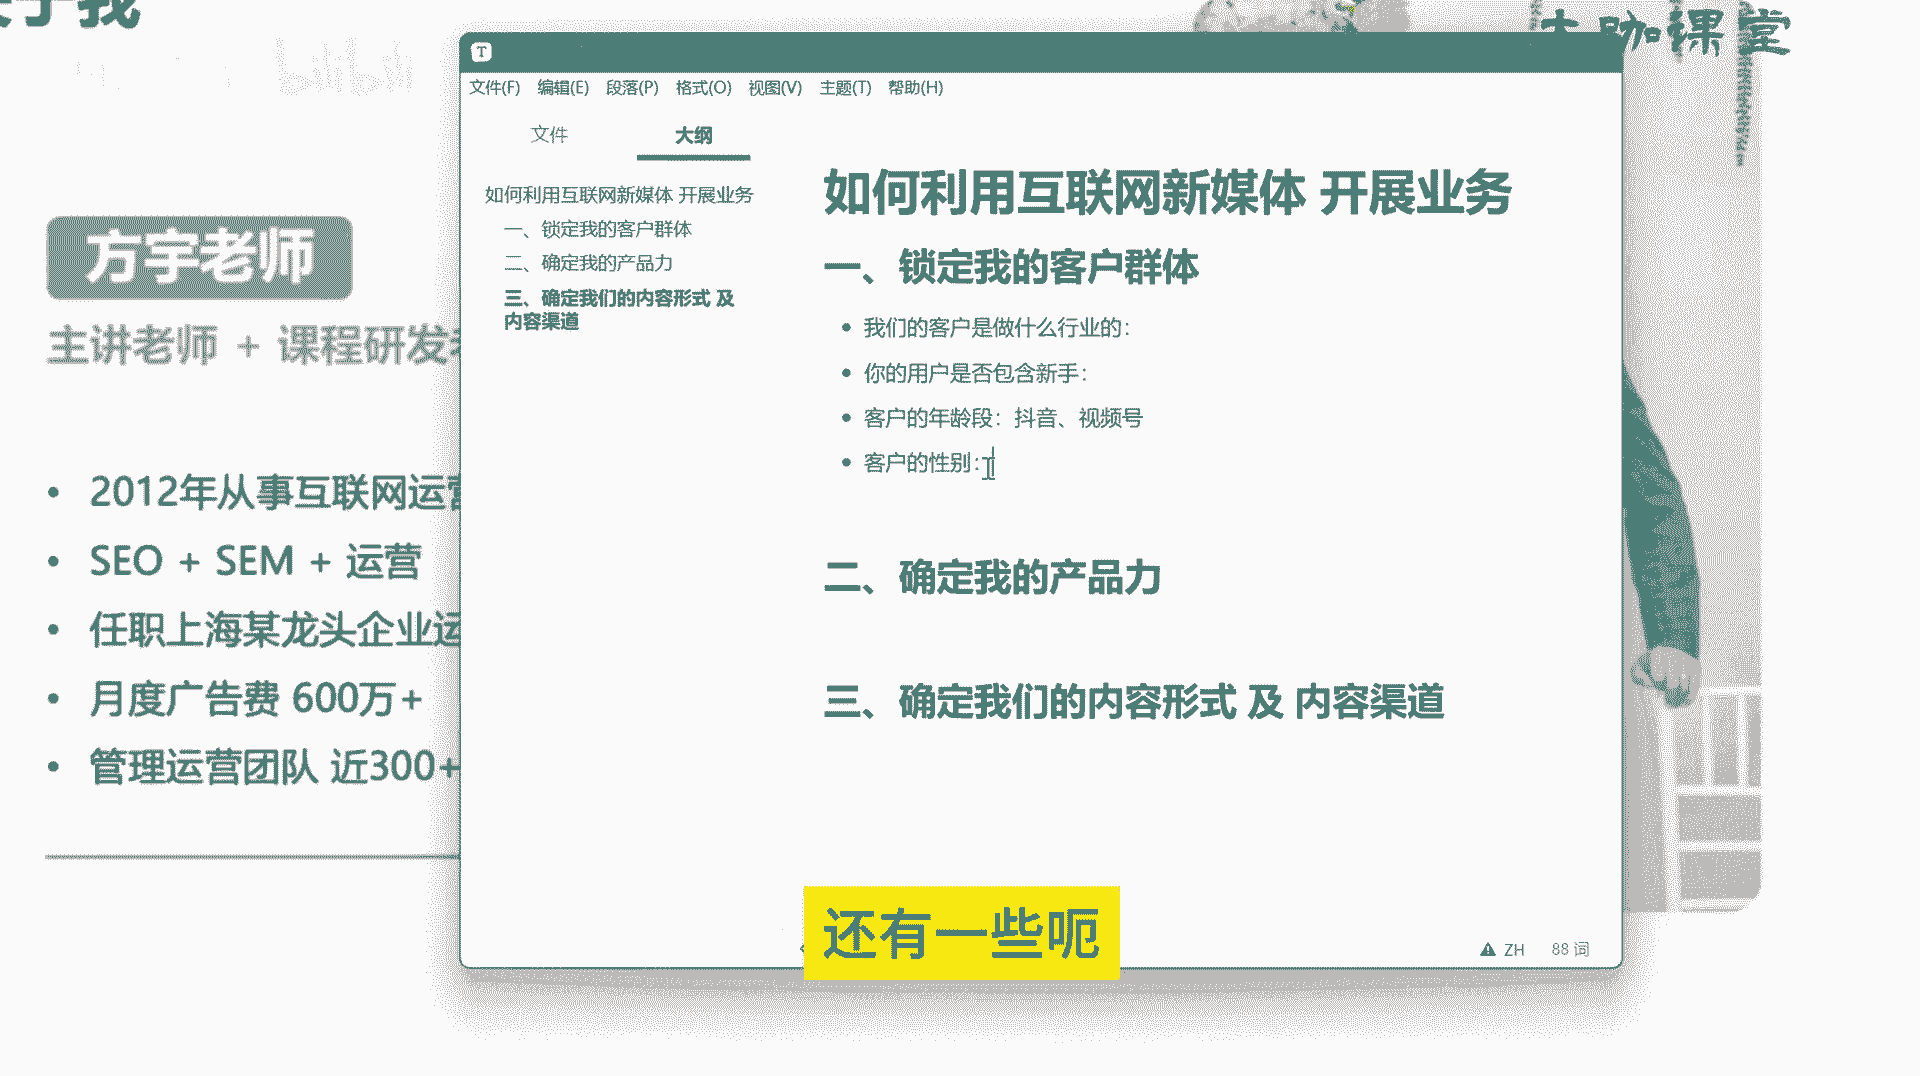 于我
bilibili
大咖课堂
T
文件(F) 编辑(E) 段落(P) 格式(O) 视图(V) 主题(T) 帮助(H)
文件 大纲
如何利用互联网新媒体 开展业务
一、锁定我的客户群体
二、确定我的产品力
三、确定我们的内容形式 及
内容渠道
如何利用互联网新媒体 开展业务
一、锁定我的客户群体
• 我们的客户是做什么行业的：
• 你的用户是否包含新手：
• 客户的年龄段：抖音、视频号
• 客户的性别：
二、确定我的产品力
三、确定我们的内容形式 及 内容渠道
方宇老师
主讲老师 + 课程研发
• 2012年从事互联网运营
• SEO + SEM + 运营
• 任职上海某龙头企业运
• 月度广告费 600万+
• 管理运营团队 近300+
还有一些呃
ZH 88 词